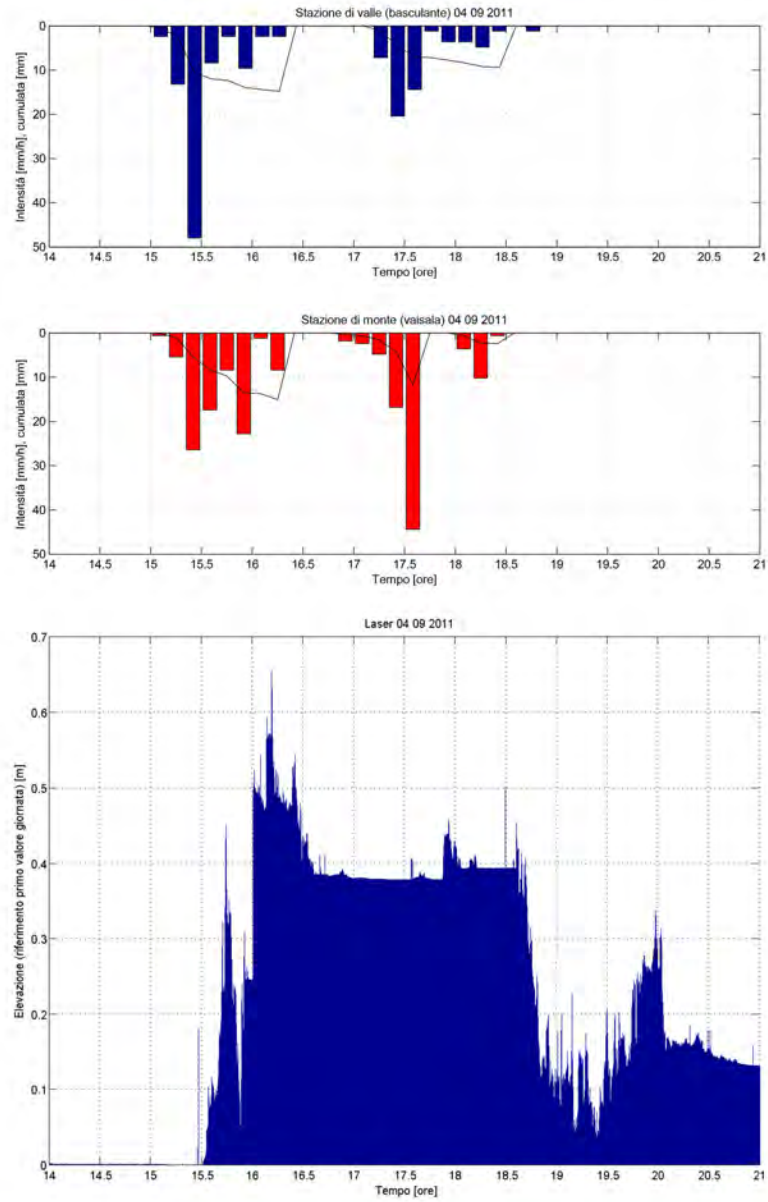 Stazione di valle (basculante) 04 09 2011
Intensità [mm/h], cumulata [mm]
0
10
20
30
40
50
14 14.5 15 15.5 16 16.5 17 17.5 18 18.5 19 19.5 20 20.5 21
Tempo [ore]
Stazione di monte (vaisala) 04 09 2011
Intensità [mm/h], cumulata [mm]
0
10
20
30
40
50
14 14.5 15 15.5 16 16.5 17 17.5 18 18.5 19 19.5 20 20.5 21
Tempo [ore]
Laser 04 09 2011
Elevazione (riferimento primo valore giornata) [m]
0.7
0.6
0.5
0.4
0.3
0.2
0.1
0
14 14.5 15 15.5 16 16.5 17 17.5 18 18.5 19 19.5 20 20.5 21
Tempo [ore]